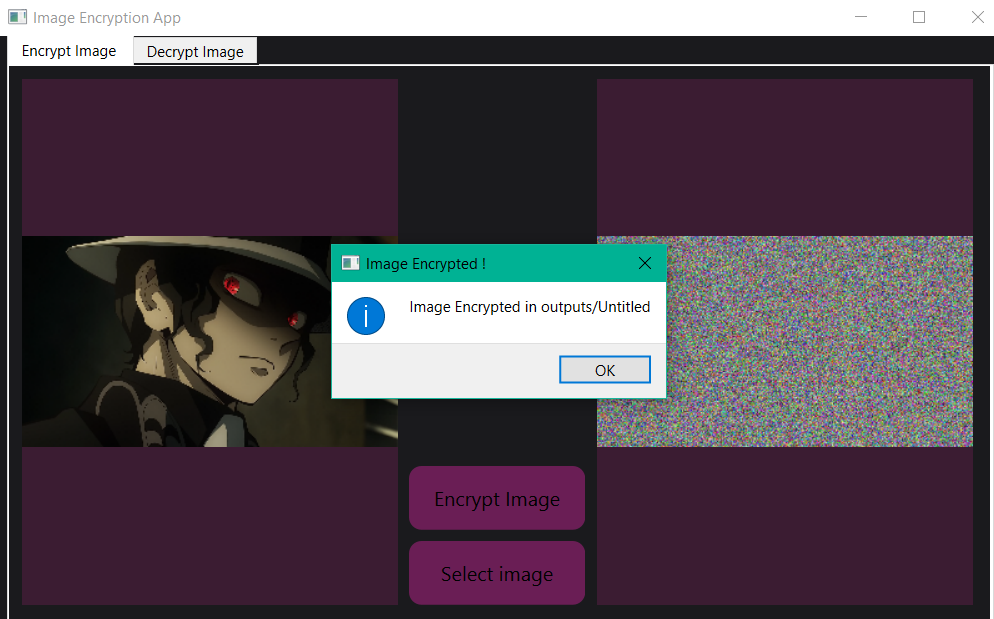 Image Encryption App
Encrypt Image
Decrypt Image
Image Encrypted !
Image Encrypted in outputs/Untitled
OK
Encrypt Image
Select image